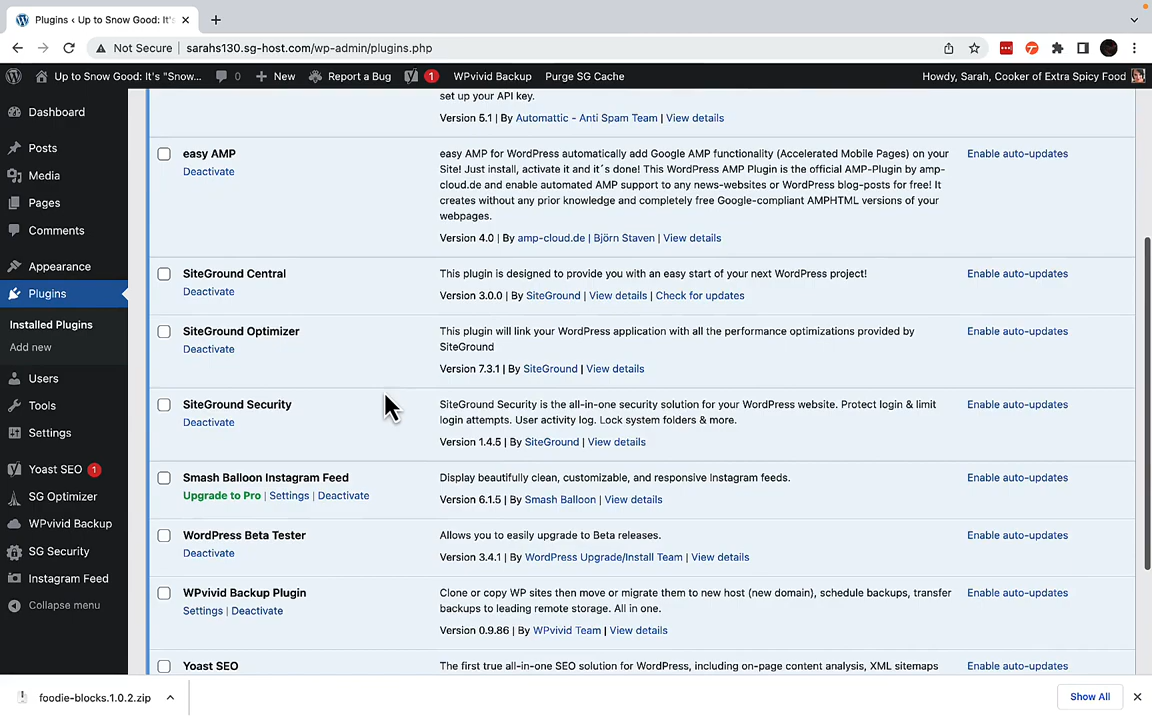 Plugins ‹ Up to Snow Good: It's
Not Secure | sarahs130.sg-host.com/wp-admin/plugins.php
Up to Snow Good: It's "Snow... 0 New Report a Bug 1 WPvivid Backup Purge SG Cache Howdy, Sarah, Cooker of Extra Spicy Food
Dashboard
Posts
Media
Pages
Comments
Appearance
Plugins
Installed Plugins
Add new
Users
Tools
Settings
Yoast SEO 1
SG Optimizer
WPvivid Backup
SG Security
Instagram Feed
Collapse menu
set up your API key.
Version 5.1 | By Automattic - Anti Spam Team | View details
easy AMP
Deactivate
easy AMP for WordPress automatically add Google AMP functionality (Accelerated Mobile Pages) on your
Site! Just install, activate it and it´s done! This WordPress AMP Plugin is the official AMP-Plugin by amp-
cloud.de and enable automated AMP support to any news-websites or WordPress blog-posts for free! It
creates without any prior knowledge and completely free Google-compliant AMPHTML versions of your
webpages.
Version 4.0 | By amp-cloud.de | Björn Staven | View details
Enable auto-updates
SiteGround Central
Deactivate
This plugin is designed to provide you with an easy start of your next WordPress project!
Version 3.0.0 | By SiteGround | View details | Check for updates
Enable auto-updates
SiteGround Optimizer
Deactivate
This plugin will link your WordPress application with all the performance optimizations provided by
SiteGround
Version 7.3.1 | By SiteGround | View details
Enable auto-updates
SiteGround Security
Deactivate
SiteGround Security is the all-in-one security solution for your WordPress website. Protect login & limit
login attempts. User activity log. Lock system folders & more.
Version 1.4.5 | By SiteGround | View details
Enable auto-updates
Smash Balloon Instagram Feed
Upgrade to Pro | Settings | Deactivate
Display beautifully clean, customizable, and responsive Instagram feeds.
Version 6.1.5 | By Smash Balloon | View details
Enable auto-updates
WordPress Beta Tester
Deactivate
Allows you to easily upgrade to Beta releases.
Version 3.4.1 | By WordPress Upgrade/Install Team | View details
Enable auto-updates
WPvivid Backup Plugin
Settings | Deactivate
Clone or copy WP sites then move or migrate them to new host (new domain), schedule backups, transfer
backups to leading remote storage. All in one.
Version 0.9.86 | By WPvivid Team | View details
Enable auto-updates
Yoast SEO
The first true all-in-one SEO solution for WordPress, including on-page content analysis, XML sitemaps
Enable auto-updates
foodie-blocks.1.0.2.zip
Show All